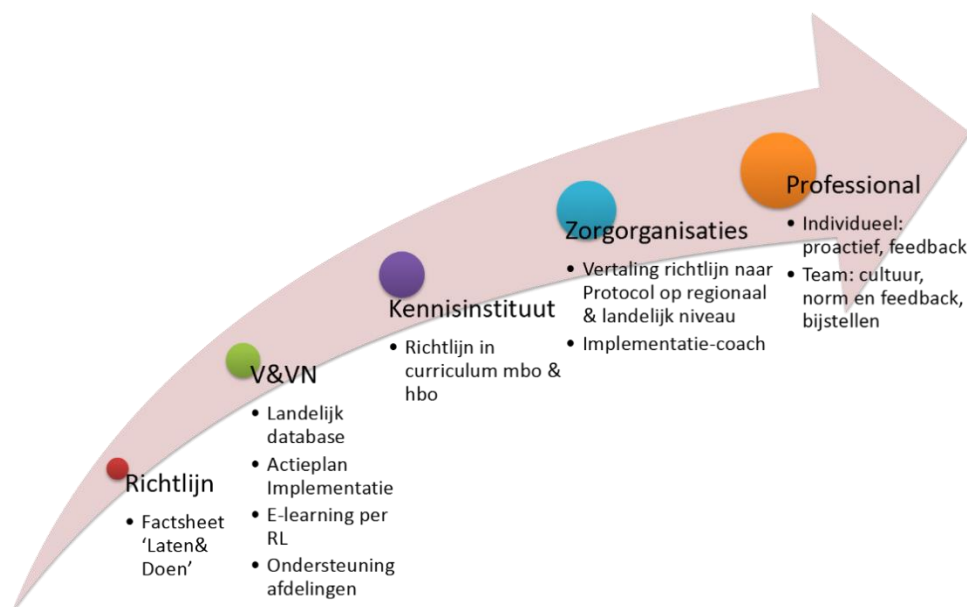 Richtlijn
• Factsheet
‘Laten&
Doen’
V&VN
• Landelijk
database
• Actieplan
Implementatie
• E-learning per
RL
• Ondersteuning
afdelingen
Kennisinstituut
• Richtlijn in
curriculum mbo &
hbo
Zorgorganisaties
• Vertaling richtlijn naar
Protocol op regionaal
& landelijk niveau
• Implementatie-coach
Professional
• Individueel:
proactief, feedback
• Team: cultuur,
norm en feedback,
bijstellen